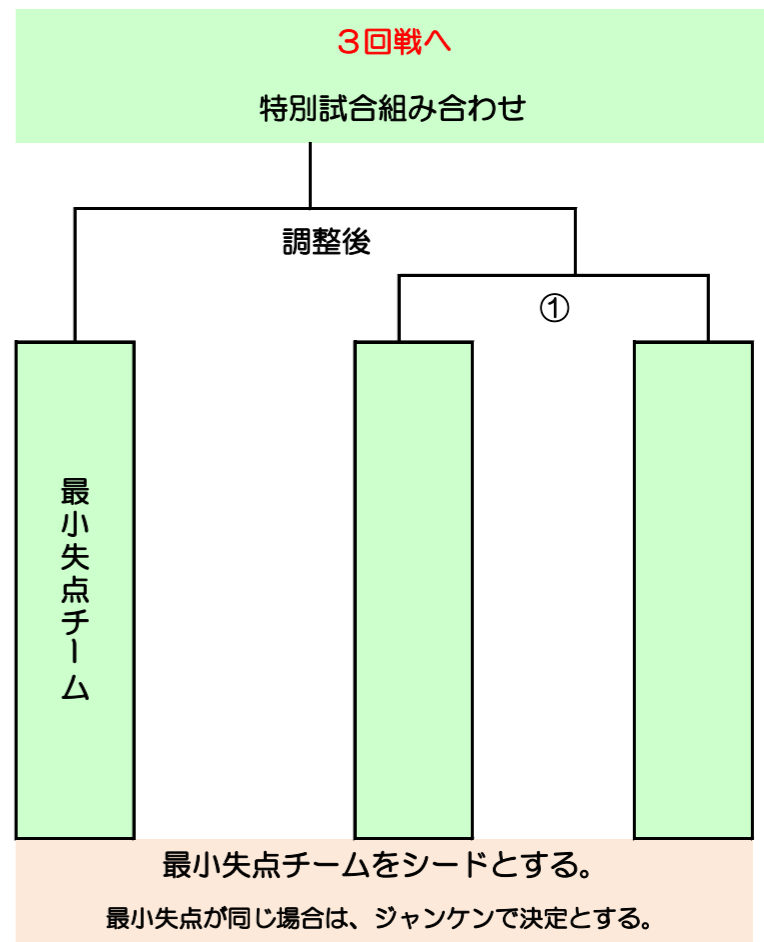 ３回戦へ
特別試合組み合わせ
調整後
①
最小失点チーム
最小失点チームをシードとする。
最小失点が同じ場合は、ジャンケンで決定とする。